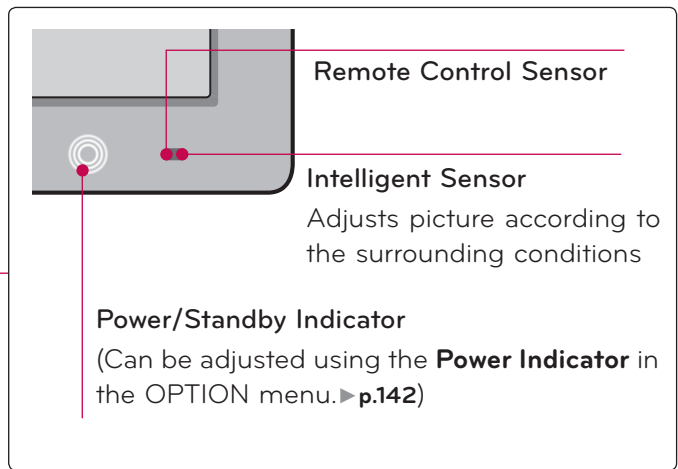 Remote Control Sensor
Intelligent Sensor
Adjusts picture according to
the surrounding conditions
Power/Standby Indicator
(Can be adjusted using the Power Indicator in
the OPTION menu.►p.142)